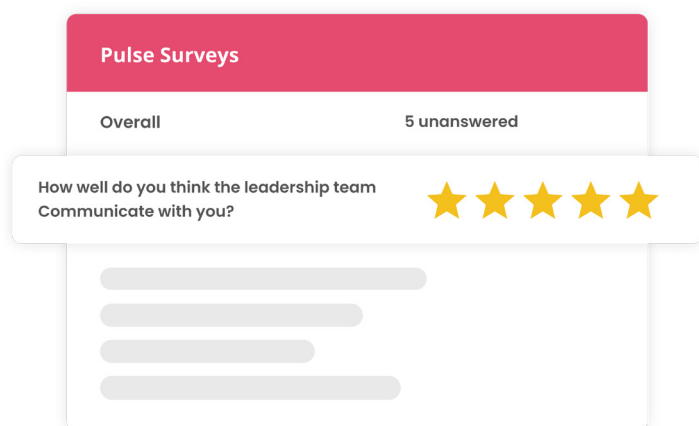 Pulse Surveys
Overall 5 unanswered
How well do you think the leadership team
Communicate with you?